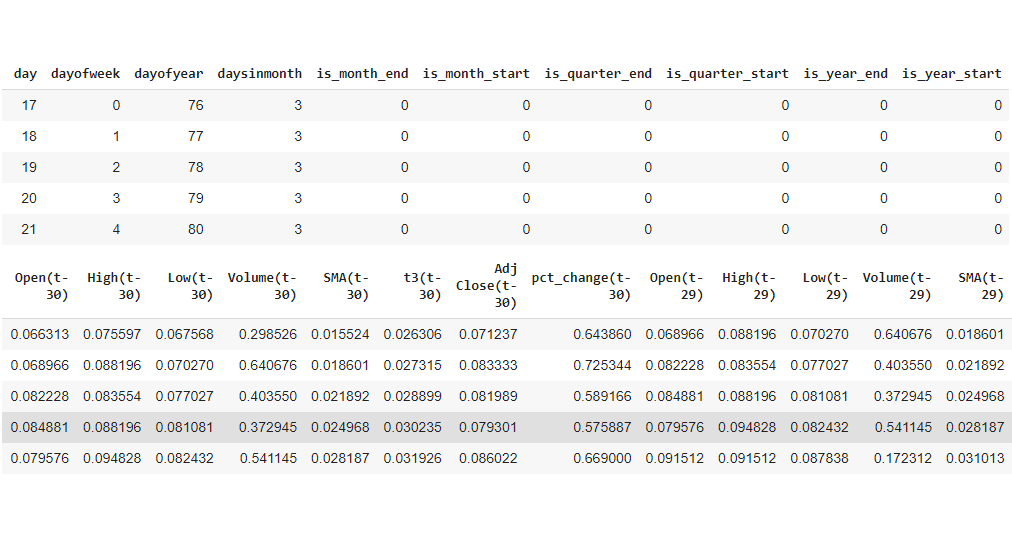 day dayofweek dayofyear daysinmonth is_month_end is_month_start is_quarter_end is_quarter_start is_year_end is_year_start
17 0 76 3 0 0 0 0 0 0
18 1 77 3 0 0 0 0 0 0
19 2 78 3 0 0 0 0 0 0
20 3 79 3 0 0 0 0 0 0
21 4 80 3 0 0 0 0 0 0
Open(t-30) High(t-30) Low(t-30) Volume(t-30) SMA(t-30) t3(t-30) Adj Close(t-30) pct_change(t-30) Open(t-29) High(t-29) Low(t-29) Volume(t-29) SMA(t-29)
0.066313 0.075597 0.067568 0.298526 0.015524 0.026306 0.071237 0.643860 0.068966 0.088196 0.070270 0.640676 0.018601
0.068966 0.088196 0.070270 0.640676 0.018601 0.027315 0.083333 0.725344 0.082228 0.083554 0.077027 0.403550 0.021892
0.082228 0.083554 0.077027 0.403550 0.021892 0.028899 0.081989 0.589166 0.084881 0.088196 0.081081 0.372945 0.024968
0.084881 0.088196 0.081081 0.372945 0.024968 0.030235 0.079301 0.575887 0.079576 0.094828 0.082432 0.541145 0.028187
0.079576 0.094828 0.082432 0.541145 0.028187 0.031926 0.086022 0.669000 0.091512 0.091512 0.087838 0.172312 0.031013